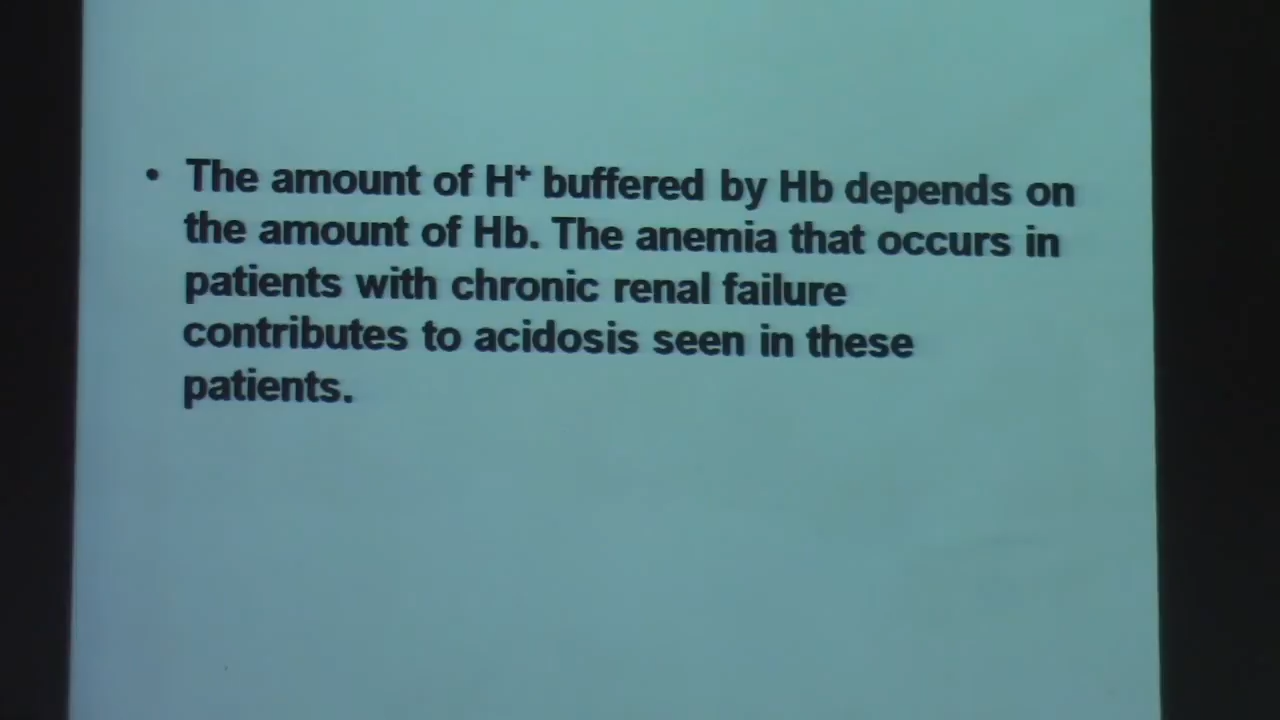 • The amount of H⁺ buffered by Hb depends on
the amount of Hb. The anemia that occurs in
patients with chronic renal failure
contributes to acidosis seen in these
patients.